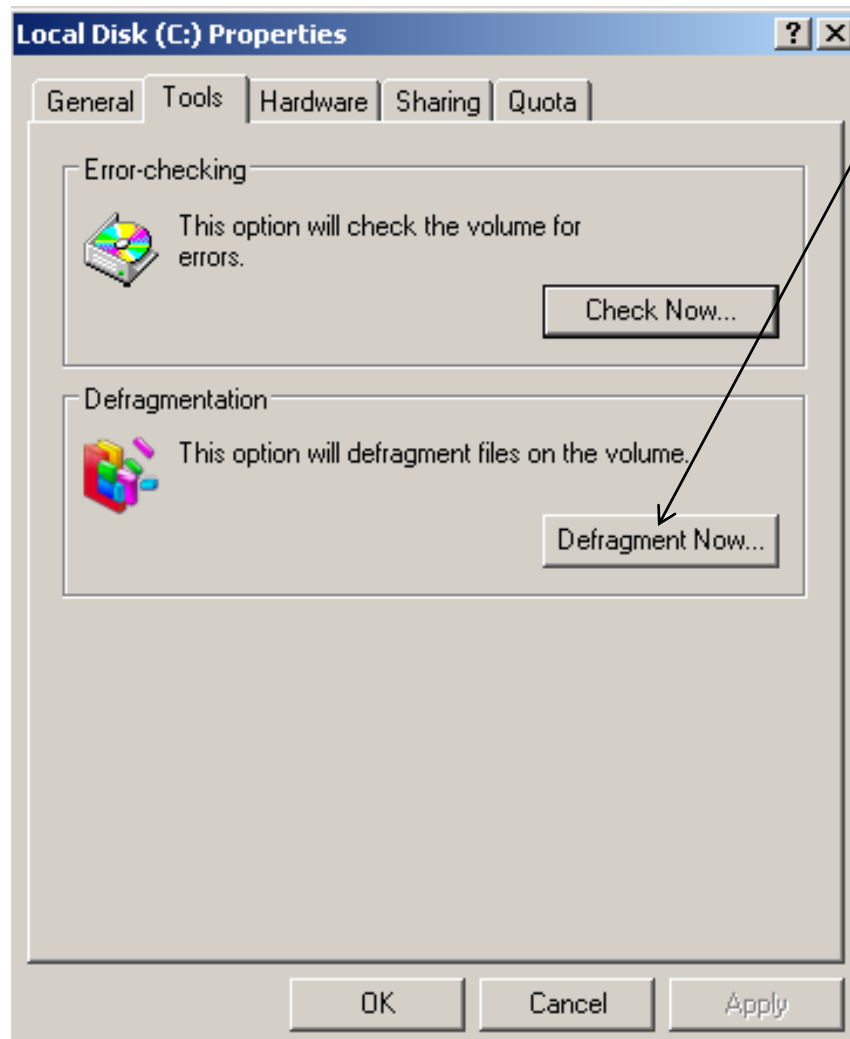 Local Disk (C:) Properties
General Tools Hardware Sharing Quota
Error-checking
This option will check the volume for
errors.
Check Now...
Defragmentation
This option will defragment files on the volume.
Defragment Now...
OK Cancel Apply